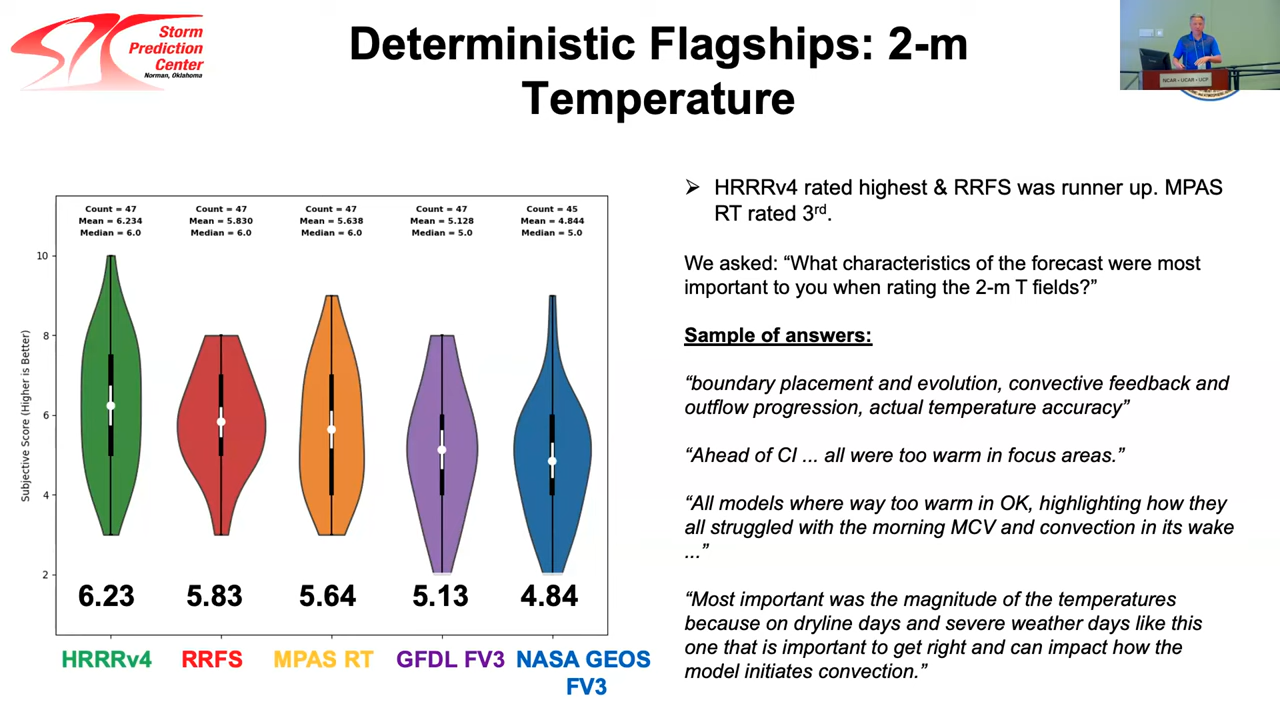 Storm
Prediction
Center
Norman, Oklahoma
Deterministic Flagships: 2-m
Temperature
NCAR • UCAR • UCP
Count = 47
Mean = 6.234
Median = 6.0
Count = 47
Mean = 5.830
Median = 6.0
Count = 47
Mean = 5.638
Median = 6.0
Count = 47
Mean = 5.128
Median = 5.0
Count = 45
Mean = 4.844
Median = 5.0
Subjective Score (Higher is Better)
10
8
6
4
2
6.23
5.83
5.64
5.13
4.84
HRRRv4
RRFS
MPAS RT
GFDL FV3
NASA GEOS
FV3
➢ HRRRv4 rated highest & RRFS was runner up. MPAS
RT rated 3rd.
We asked: “What characteristics of the forecast were most
important to you when rating the 2-m T fields?”
Sample of answers:
“boundary placement and evolution, convective feedback and
outflow progression, actual temperature accuracy”
“Ahead of CI ... all were too warm in focus areas.”
“All models where way too warm in OK, highlighting how they
all struggled with the morning MCV and convection in its wake
...”
“Most important was the magnitude of the temperatures
because on dryline days and severe weather days like this
one that is important to get right and can impact how the
model initiates convection.”